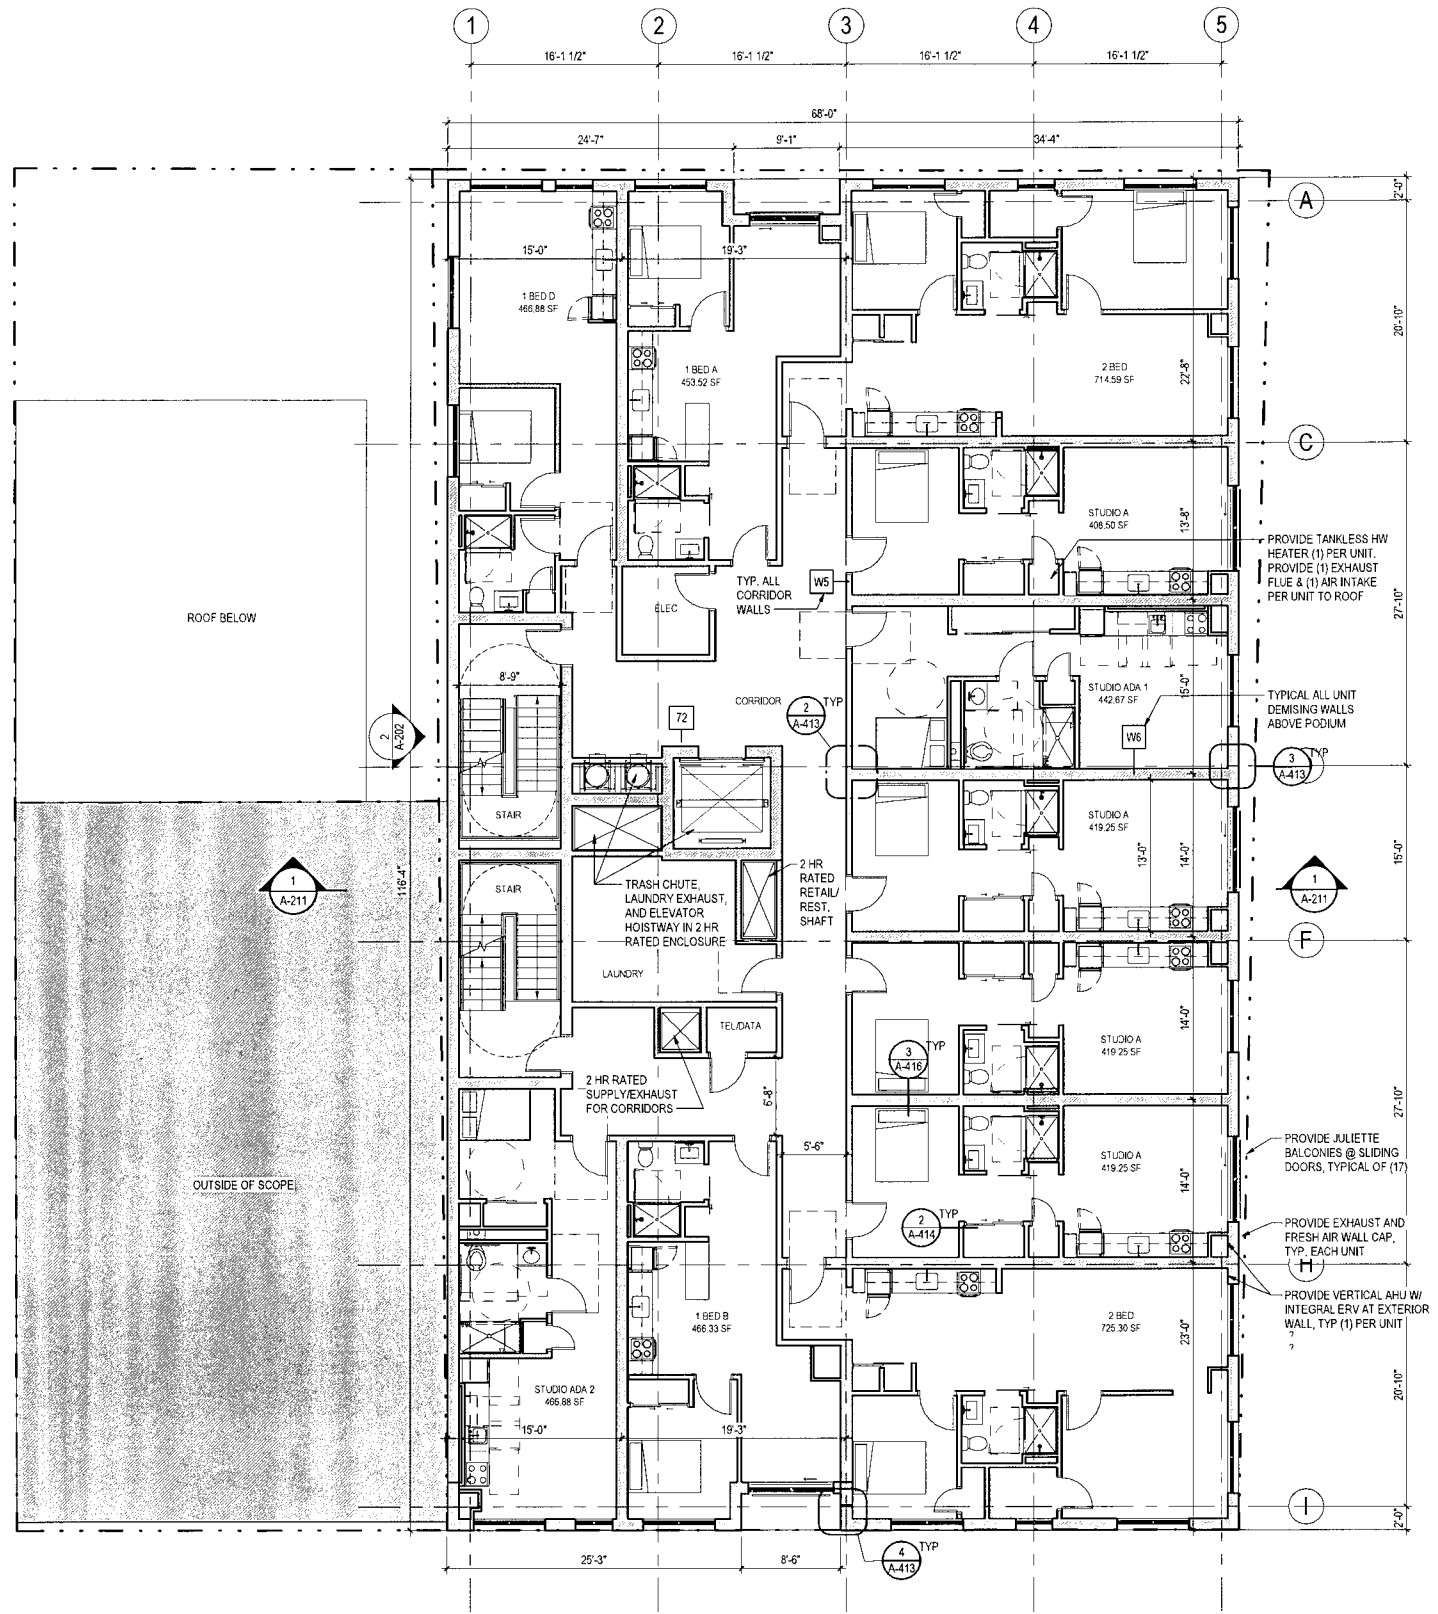 1
2
3
4
5
16'-1 1/2"
16'-1 1/2"
16'-1 1/2"
16'-1 1/2"
68'-0"
24'-7"
9'-1"
34'-4"
2'-0"
A
15'-0"
19'-3"
1 BED D
466.88 SF
20'-10"
1 BED A
453.52 SF
2 BED
714.59 SF
22'-8"
C
STUDIO A
408.50 SF
13'-8"
PROVIDE TANKLESS HW
HEATER (1) PER UNIT.
PROVIDE (1) EXHAUST
FLUE & (1) AIR INTAKE
PER UNIT TO ROOF
TYP. ALL
CORRIDOR
WALLS
W5
ELEC
27'-10"
ROOF BELOW
8'-9"
STUDIO ADA 1
442.67 SF
15'-0"
CORRIDOR
TYPICAL ALL UNIT
DEMISING WALLS
ABOVE PODIUM
72
2
A-413
TYP
W6
2
A-202
3
A-413
TYP
STAIR
STUDIO A
419.25 SF
13'-0"
14'-0"
15'-0"
116'-4"
STAIR
1
A-211
2 HR
RATED
RETAIL/
REST.
SHAFT
TRASH CHUTE,
LAUNDRY EXHAUST,
AND ELEVATOR
HOISTWAY IN 2 HR
RATED ENCLOSURE
1
A-211
F
LAUNDRY
TEL/DATA
14'-0"
STUDIO A
419.25 SF
3
A-416
TYP
2 HR RATED
SUPPLY/EXHAUST
FOR CORRIDORS
6'-8"
27'-10"
5'-6"
PROVIDE JULIETTE
BALCONIES @ SLIDING
DOORS, TYPICAL OF (17)
STUDIO A
419.25 SF
14'-0"
OUTSIDE OF SCOPE
2
A-414
TYP
PROVIDE EXHAUST AND
FRESH AIR WALL CAP,
TYP. EACH UNIT
H
PROVIDE VERTICAL AHU W/
INTEGRAL ERV AT EXTERIOR
WALL, TYP (1) PER UNIT
?
?
1 BED B
466.33 SF
2 BED
725.30 SF
23'-0"
STUDIO ADA 2
466.88 SF
20'-10"
15'-0"
19'-3"
I
2'-0"
4
A-413
TYP
25'-3"
8'-6"